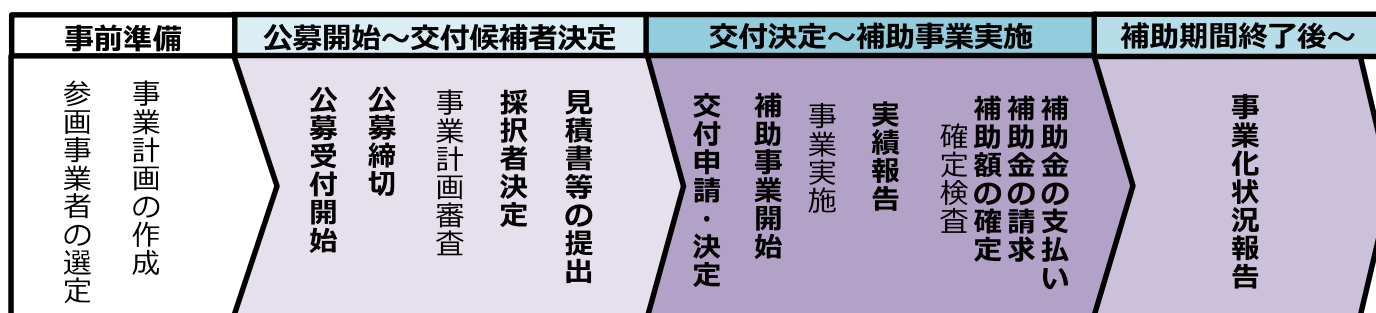 事前準備
公募開始～交付候補者決定
交付決定～補助事業実施
補助期間終了後～
参画事業者の選定
事業計画の作成
公募受付開始
公募締切
事業計画審査
採択者決定
見積書等の提出
交付申請・決定
補助事業開始
事業実施
実績報告
確定検査
補助額の確定
補助金の請求
補助金の支払い
事業化状況報告